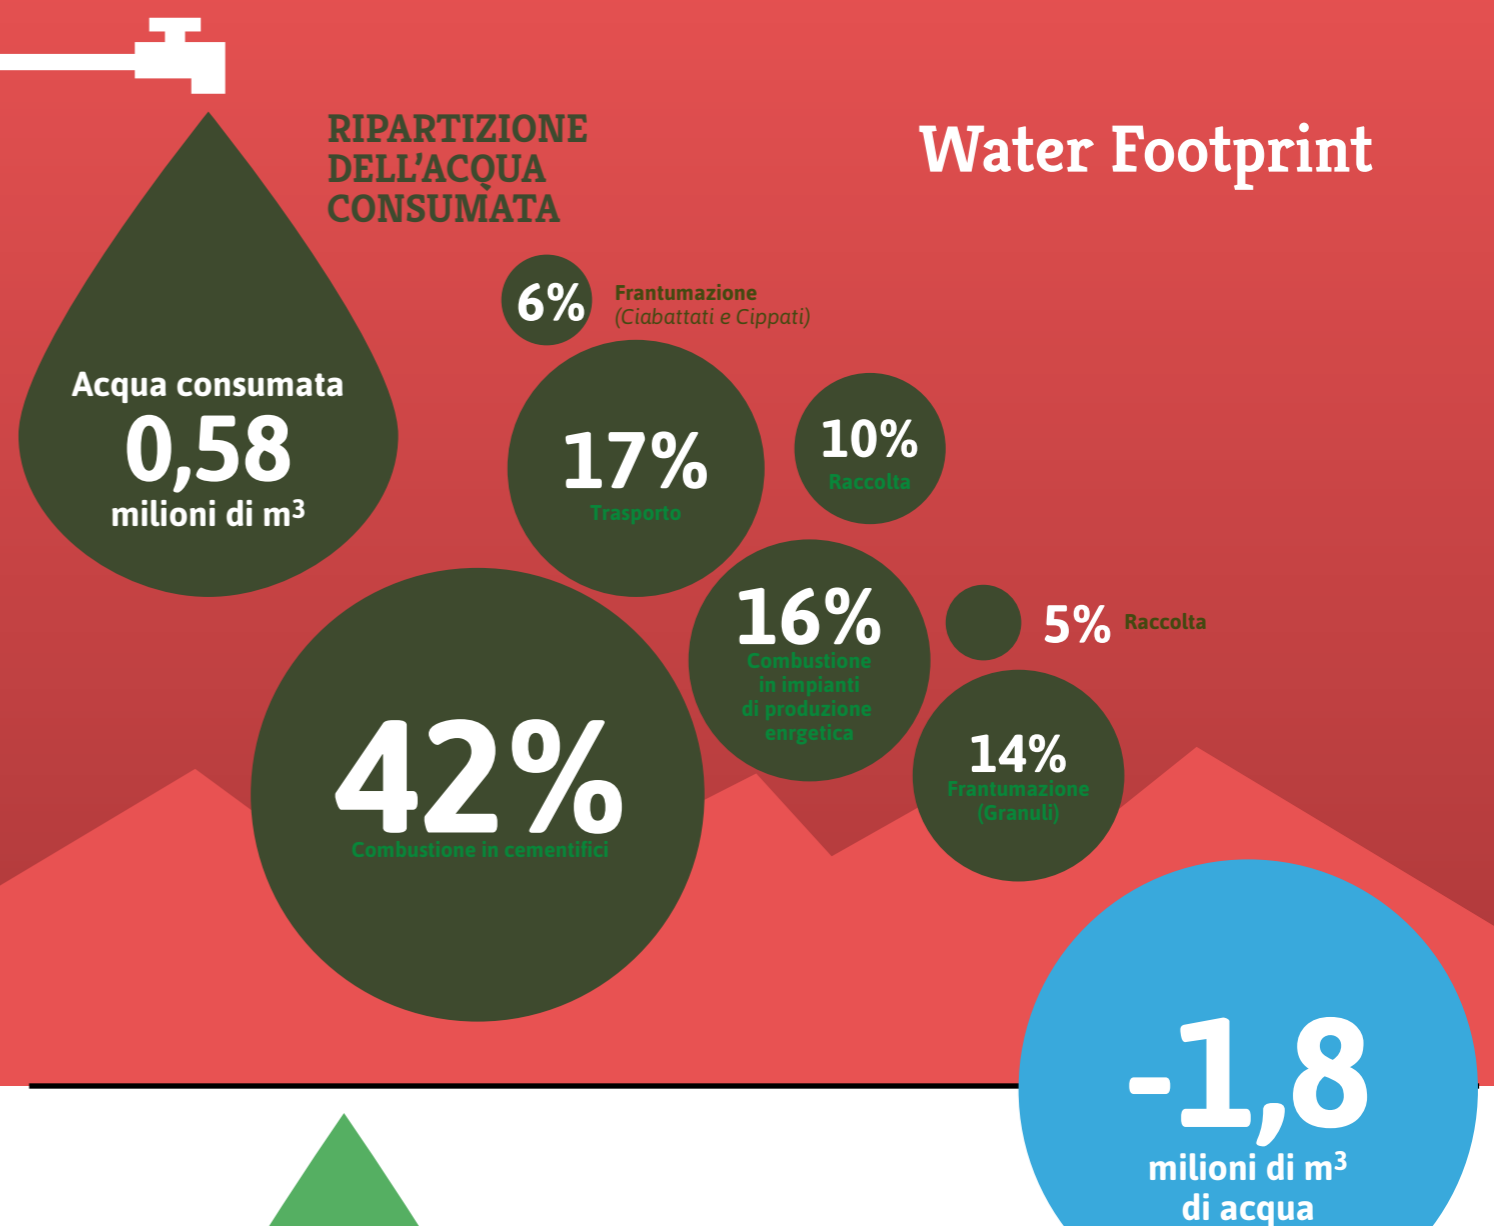 RIPARTIZIONE
DELL'ACQUA
CONSUMATA
Water Footprint
Acqua consumata
0,58
milioni di m³
6%
Frantumazione
(Ciabattati e Cippati)
17%
Trasporto
10%
Raccolta
16%
Combustione
in impianti
di produzione
enrgetica
5% Raccolta
14%
Frantumazione
(Granuli)
42%
Combustione in cementifici
-1,8
milioni di m³
di acqua